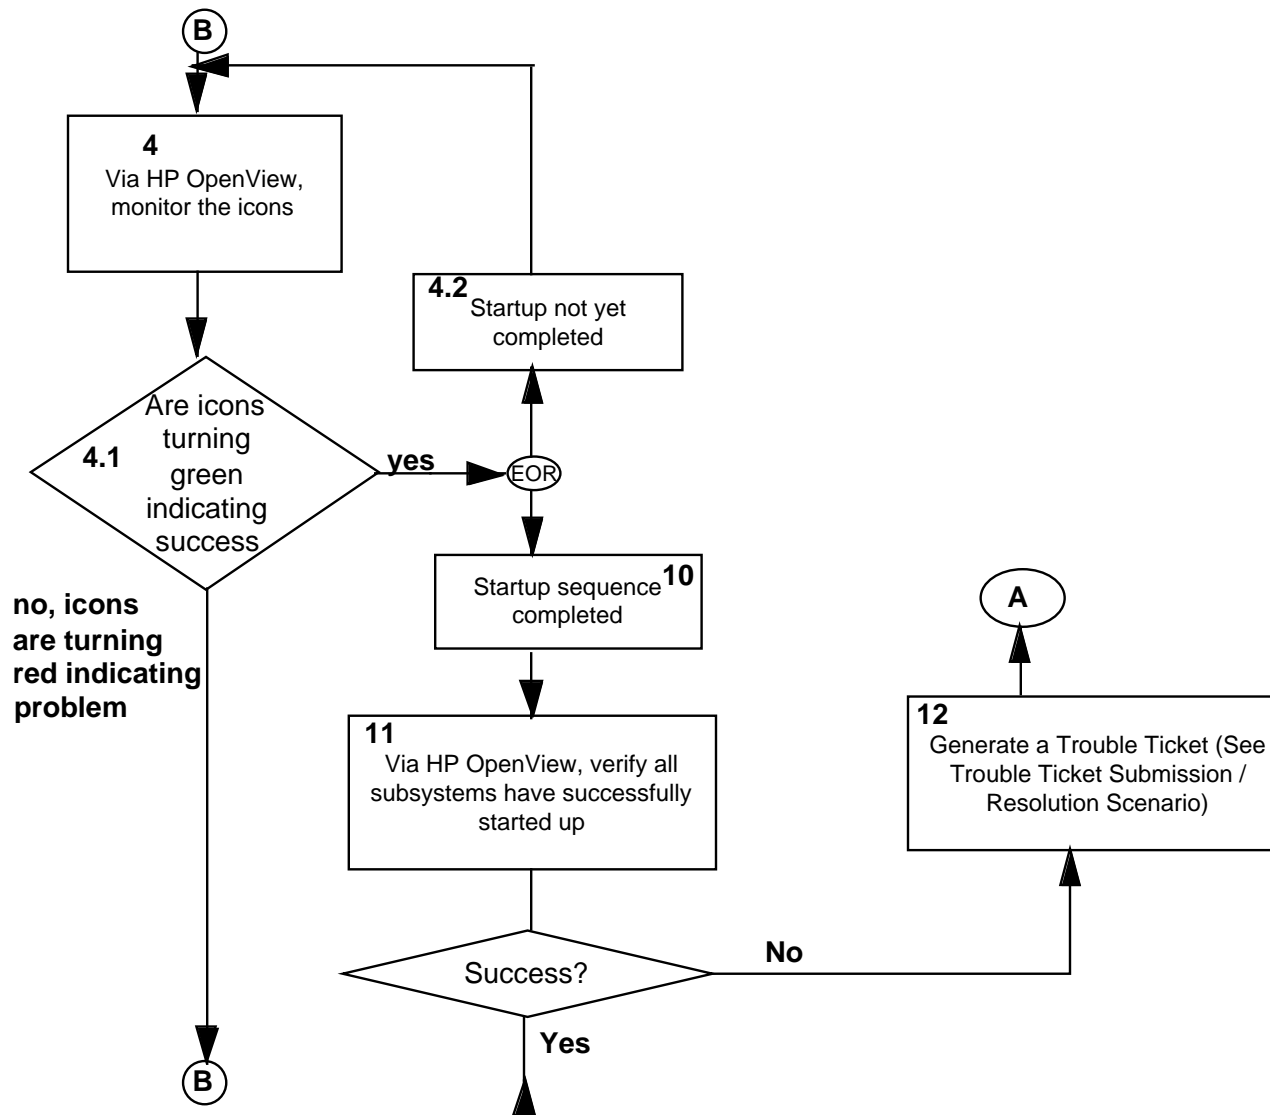 B
4
Via HP OpenView,
monitor the icons
4.2
Startup not yet
completed
4.1
Are icons
turning
green
indicating
success
yes
EOR
no, icons
are turning
red indicating
problem
10
Startup sequence
completed
A
11
Via HP OpenView, verify all
subsystems have successfully
started up
12
Generate a Trouble Ticket (See
Trouble Ticket Submission /
Resolution Scenario)
Success?
No
Yes
B